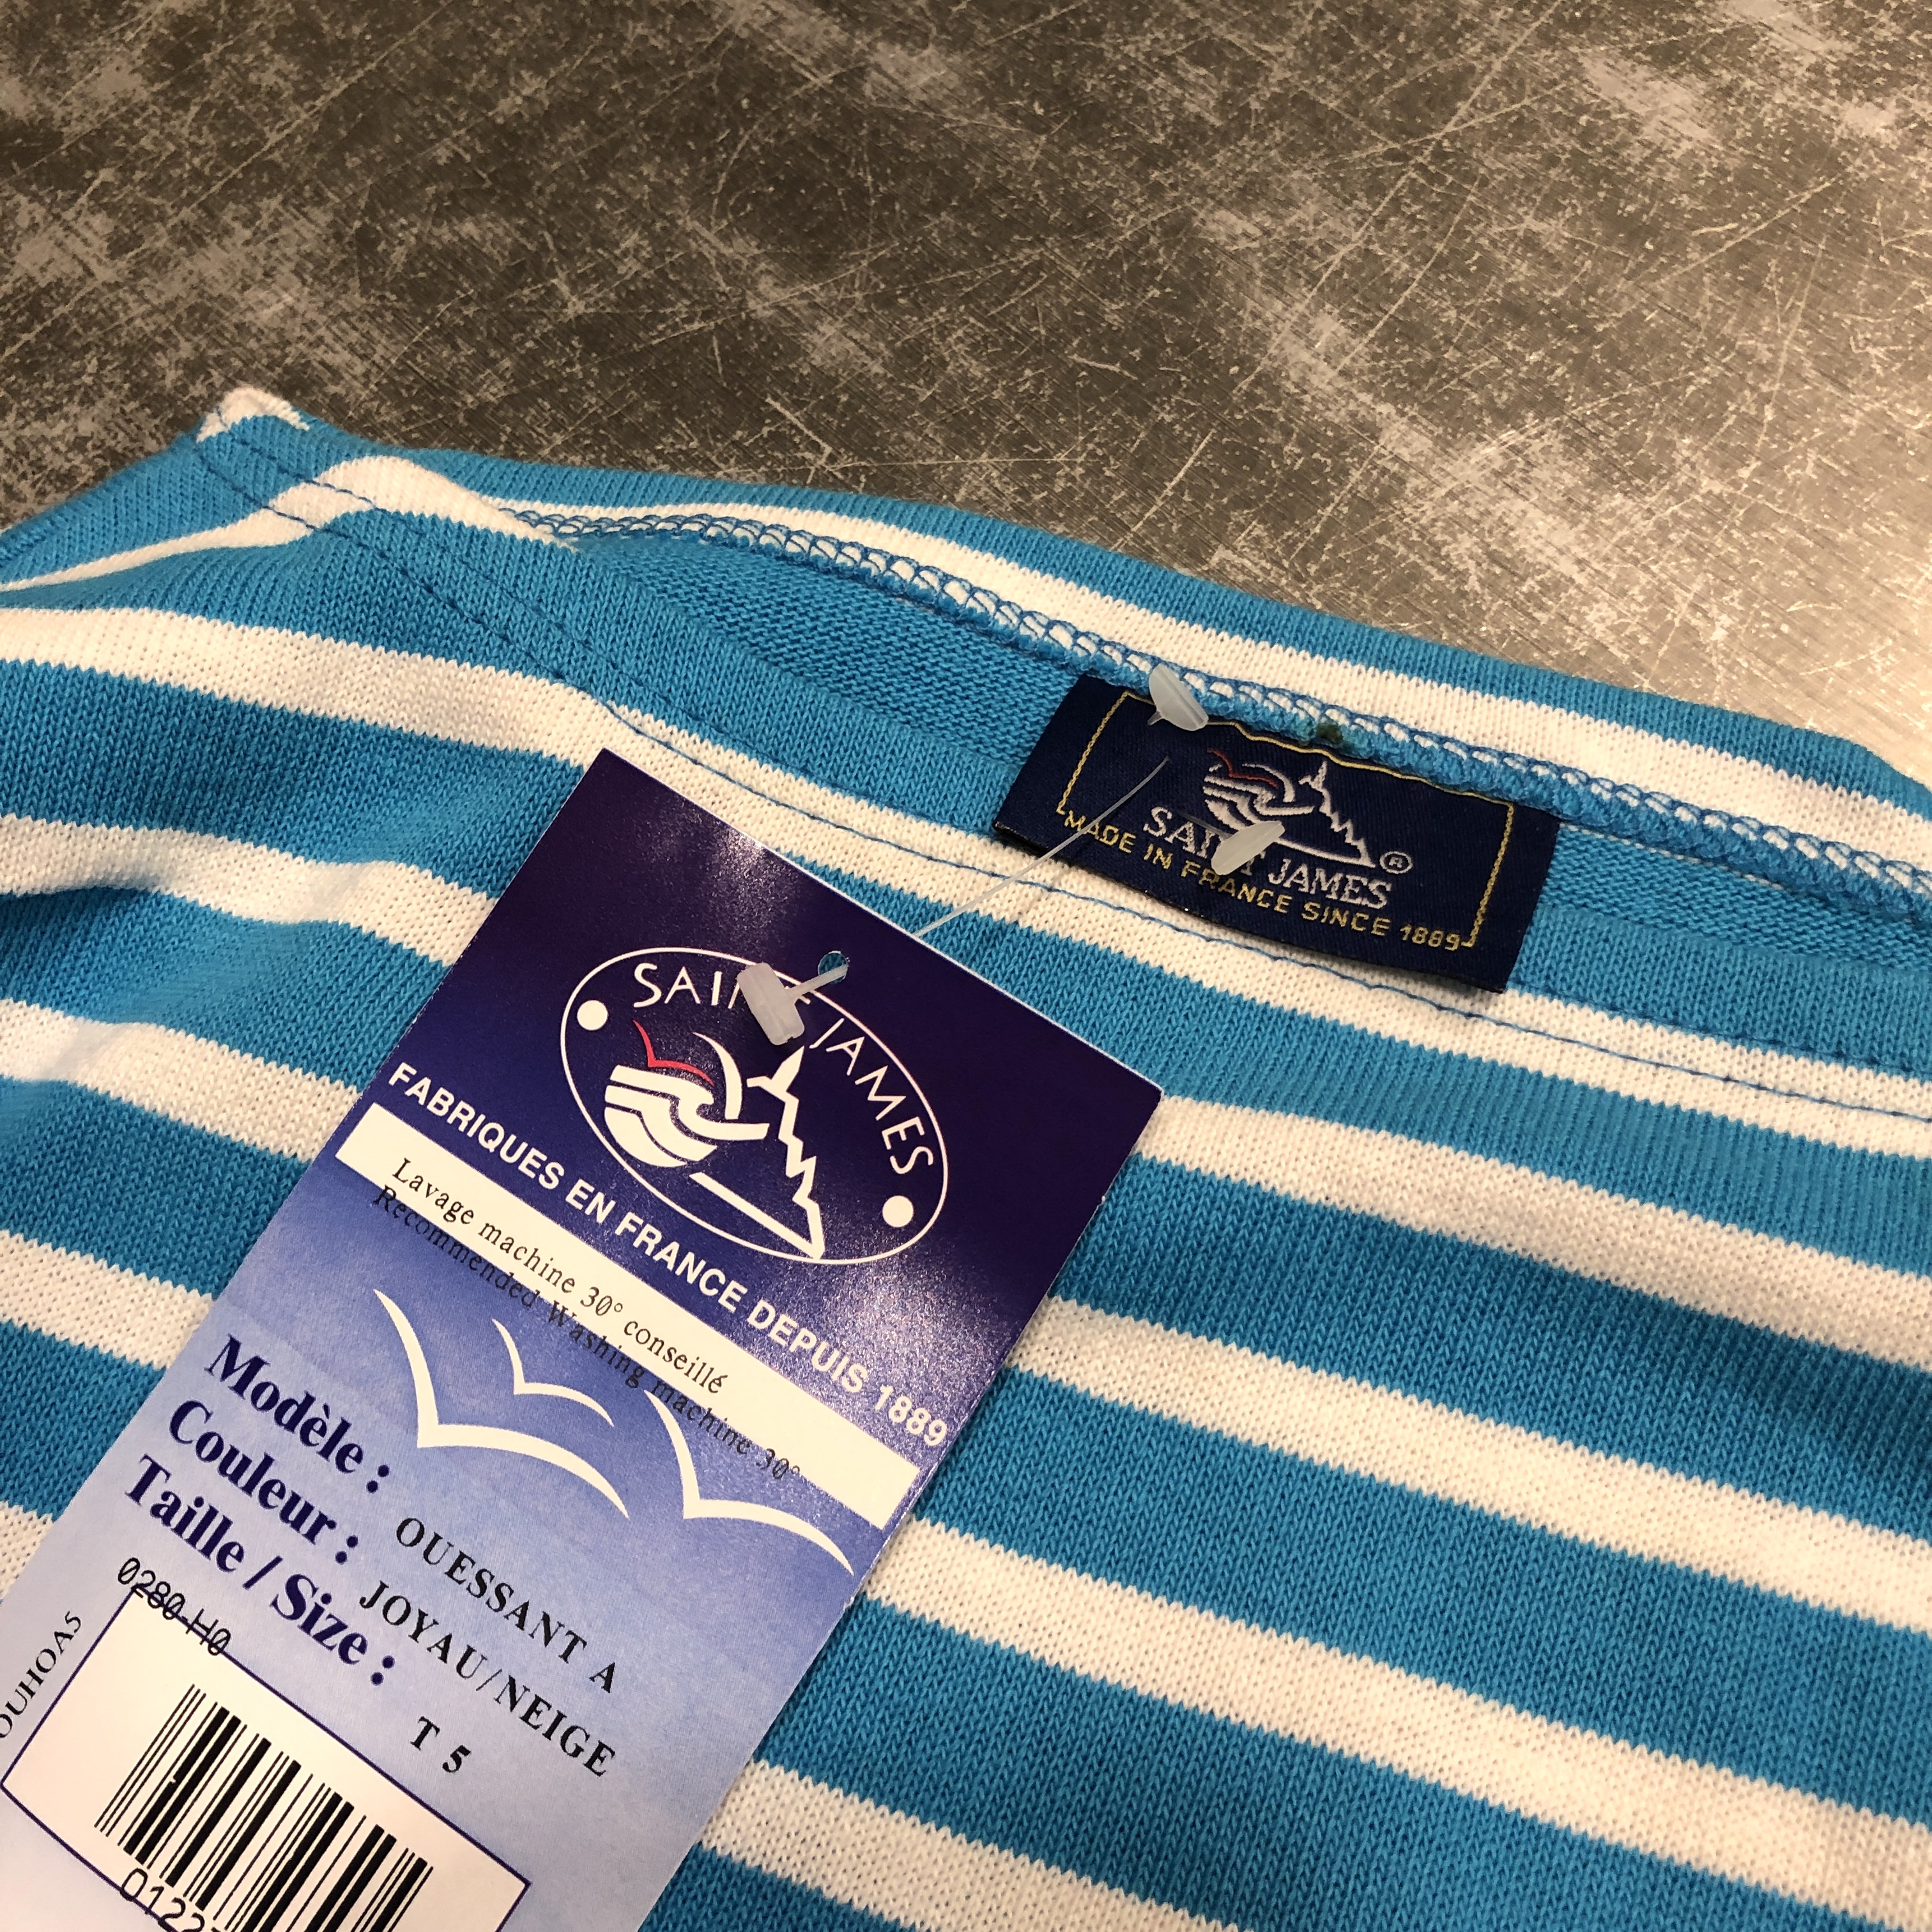 SAINT JAMES
®
MADE IN FRANCE SINCE 1889
SAINT JAMES
FABRIQUES EN FRANCE DEPUIS 1889
Lavage machine 30° conseillé
Recommended Washing machine 30°
Modèle : OUESSANT A
Couleur : JOYAU/NEIGE
Taille / Size : T 5
0280 H0